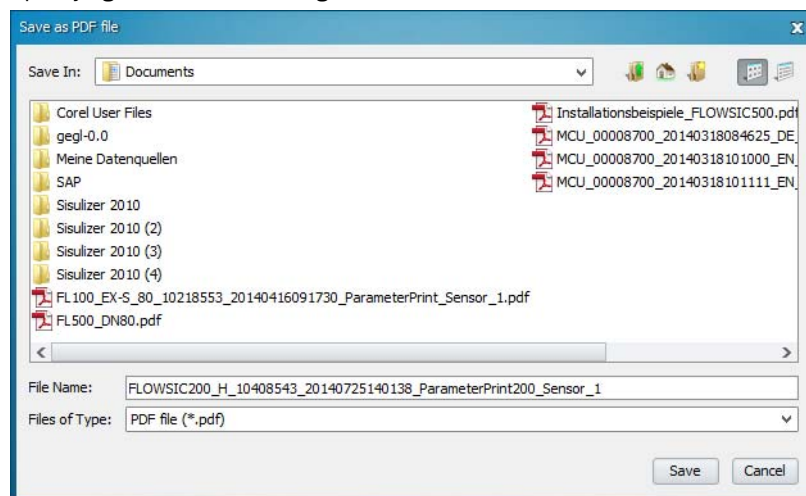 Save as PDF file
Save In: Documents
Corel User Files
gegl-0.0
Meine Datenquellen
SAP
Sisulizer 2010
Sisulizer 2010 (2)
Sisulizer 2010 (3)
Sisulizer 2010 (4)
FL100_EX-S_80_10218553_20140416091730_ParameterPrint_Sensor_1.pdf
FL500_DN80.pdf
Installationsbeispiele_FLOWSIC500.pdf
MCU_00008700_20140318084625_DE_
MCU_00008700_20140318101000_EN_
MCU_00008700_20140318101111_EN_
File Name: FLOWSIC200_H_10408543_20140725140138_ParameterPrint200_Sensor_1
Files of Type: PDF file (*.pdf)
Save Cancel